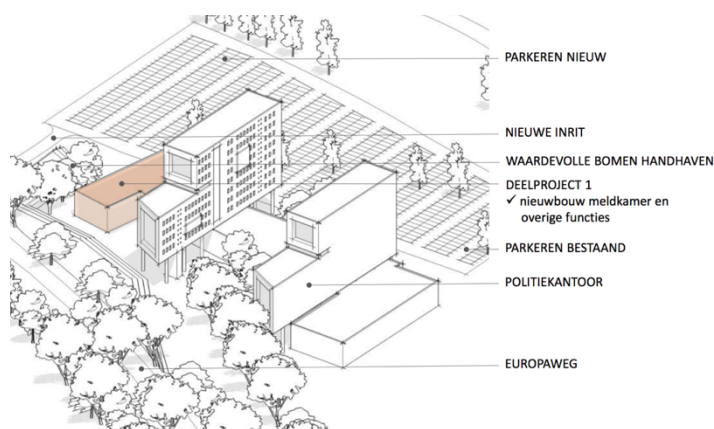 PARKEREN NIEUW
NIEUWE INRIT
WAARDEVOLLE BOMEN HANDHAVEN
DEELPROJECT 1
✓ nieuwbouw meldkamer en
overige functies
PARKEREN BESTAAND
POLITIEKANTOOR
EUROPAWEG